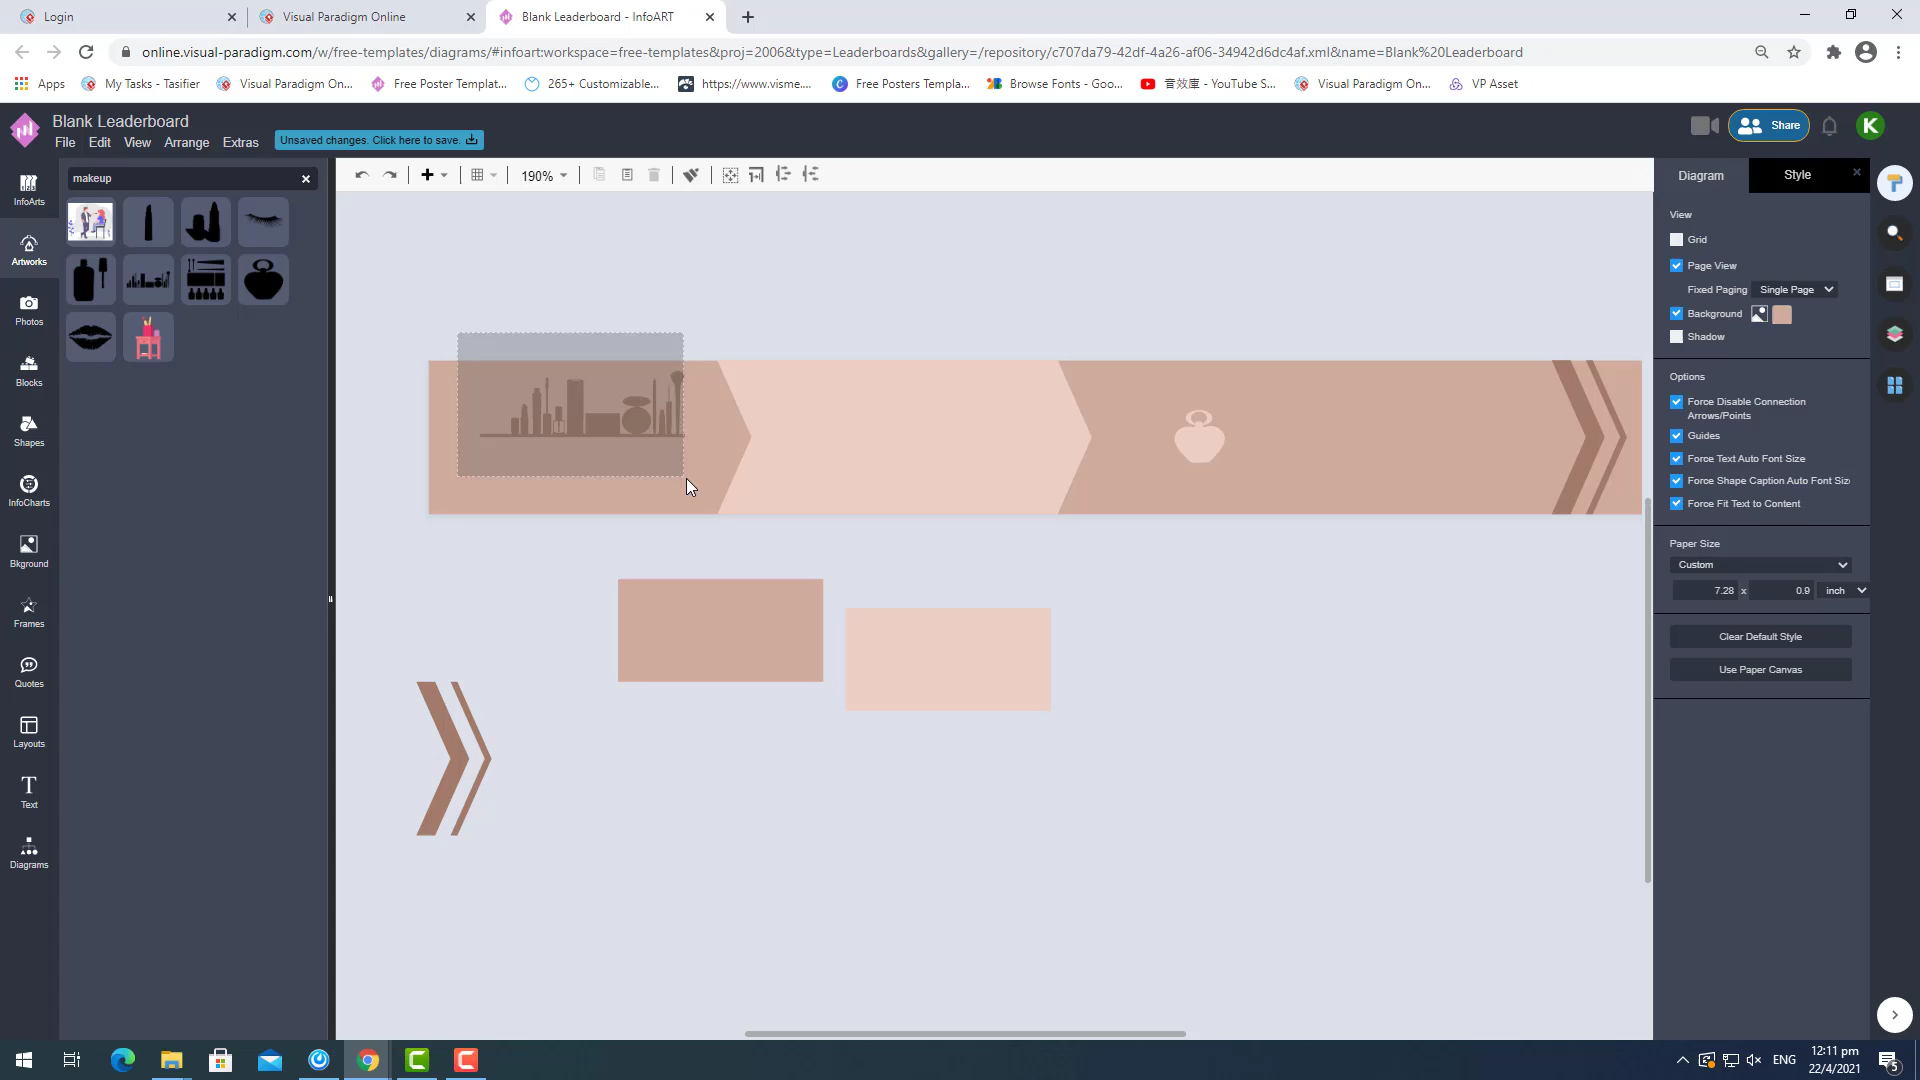 Login
Visual Paradigm Online
Blank Leaderboard - InfoART
online.visual-paradigm.com/w/free-templates/diagrams/#infoart:workspace=free-templates&proj=2006&type=Leaderboards&gallery=/repository/c707da79-42df-4a26-af06-34942d6dc4af.xml&name=Blank%20Leaderboard
Apps
My Tasks - Tasifier
Visual Paradigm On...
Free Poster Templat...
265+ Customizable...
https://www.visme....
Free Posters Templa...
Browse Fonts - Goo...
音效庫 - YouTube S...
Visual Paradigm On...
VP Asset
Blank Leaderboard
File Edit View Arrange Extras
Unsaved changes. Click here to save.
Share
K
makeup
190%
InfoArts
Artworks
Photos
Blocks
Shapes
InfoCharts
Bkground
Frames
Quotes
Layouts
Text
Diagrams
Diagram
Style
View
Grid
Page View
Fixed Paging Single Page
Background
Shadow
Options
Force Disable Connection
Arrows/Points
Guides
Force Text Auto Font Size
Force Shape Caption Auto Font Siz
Force Fit Text to Content
Paper Size
Custom
7.28 x 0.9 inch
Clear Default Style
Use Paper Canvas
ENG
12:11 pm
22/4/2021
5